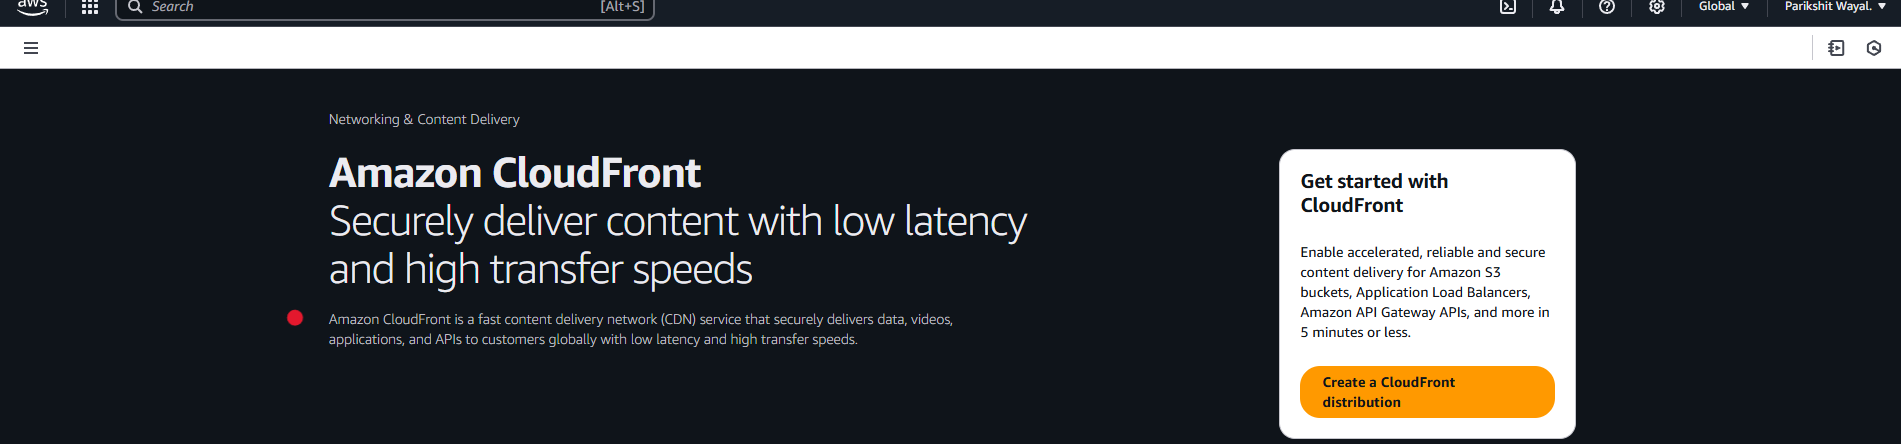 aws
Search
[Alt+S]
Global
Parikshit Wayal.
Networking & Content Delivery
Amazon CloudFront
Securely deliver content with low latency
and high transfer speeds
Amazon CloudFront is a fast content delivery network (CDN) service that securely delivers data, videos,
applications, and APIs to customers globally with low latency and high transfer speeds.
Get started with
CloudFront
Enable accelerated, reliable and secure
content delivery for Amazon S3
buckets, Application Load Balancers,
Amazon API Gateway APIs, and more in
5 minutes or less.
Create a CloudFront
distribution